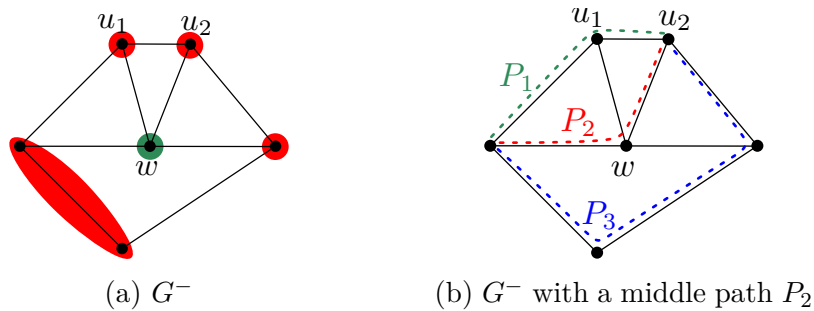 u₁ u₂
w
(a) G⁻
u₁ u₂
P₁
P₂
w
P₃
(b) G⁻ with a middle path P₂